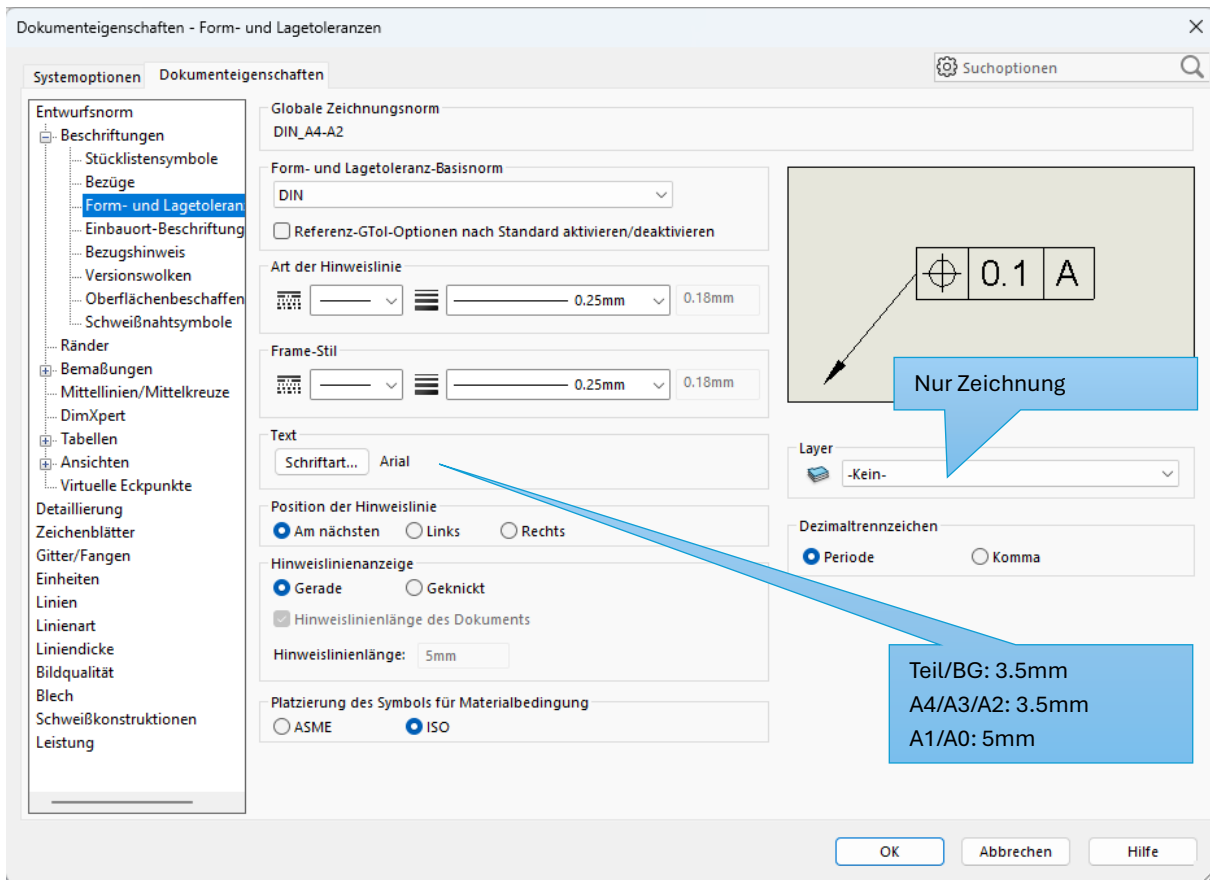 Dokumenteigenschaften - Form- und Lagetoleranzen
Systemoptionen
Dokumenteigenschaften
Suchoptionen
Entwurfsnorm
Beschriftungen
Stücklistensymbole
Bezüge
Form- und Lagetoleran
Einbauort-Beschriftung
Bezugshinweis
Versionswolken
Oberflächenbeschaffen
Schweißnahtsymbole
Ränder
Bemaßungen
Mittellinien/Mittelkreuze
DimXpert
Tabellen
Ansichten
Virtuelle Eckpunkte
Detaillierung
Zeichenblätter
Gitter/Fangen
Einheiten
Linien
Linienart
Liniendicke
Bildqualität
Blech
Schweißkonstruktionen
Leistung
Globale Zeichnungsnorm
DIN_A4-A2
Form- und Lagetoleranz-Basisnorm
DIN
Referenz-GTol-Optionen nach Standard aktivieren/deaktivieren
Art der Hinweislinie
0.25mm
0.18mm
Frame-Stil
0.25mm
0.18mm
Text
Schriftart...
Arial
Position der Hinweislinie
Am nächsten
Links
Rechts
Hinweislinienanzeige
Gerade
Geknickt
Hinweislinienlänge des Dokuments
Hinweislinienlänge:
5mm
Platzierung des Symbols für Materialbedingung
ASME
ISO
0.1 A
Nur Zeichnung
Layer
-Kein-
Dezimaltrennzeichen
Periode
Komma
Teil/BG: 3.5mm
A4/A3/A2: 3.5mm
A1/A0: 5mm
OK
Abbrechen
Hilfe